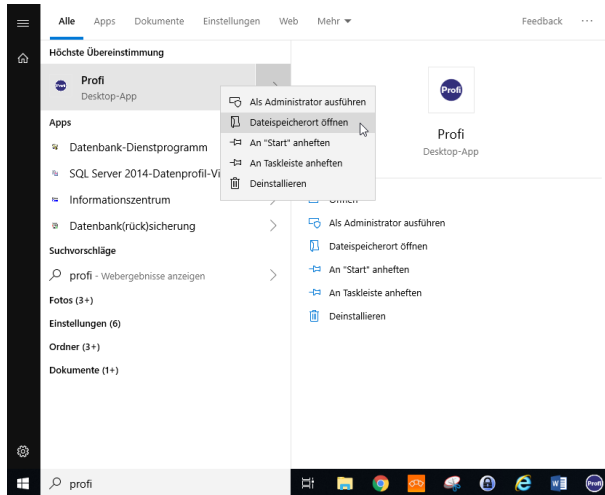 Alle Apps Dokumente Einstellungen Web Mehr Feedback ...
Höchste Übereinstimmung
Profi
Desktop-App
Apps
Datenbank-Dienstprogramm
SQL Server 2014-Datenprofil-Vi
Informationszentrum
Datenbank(rück)sicherung
Suchvorschläge
profi - Webergebnisse anzeigen
Fotos (3+)
Einstellungen (6)
Ordner (3+)
Dokumente (1+)
Als Administrator ausführen
Dateispeicherort öffnen
An "Start" anheften
An Taskleiste anheften
Deinstallieren
Profi
Profi
Desktop-App
Öffnen
Als Administrator ausführen
Dateispeicherort öffnen
An "Start" anheften
An Taskleiste anheften
Deinstallieren
profi
Profi